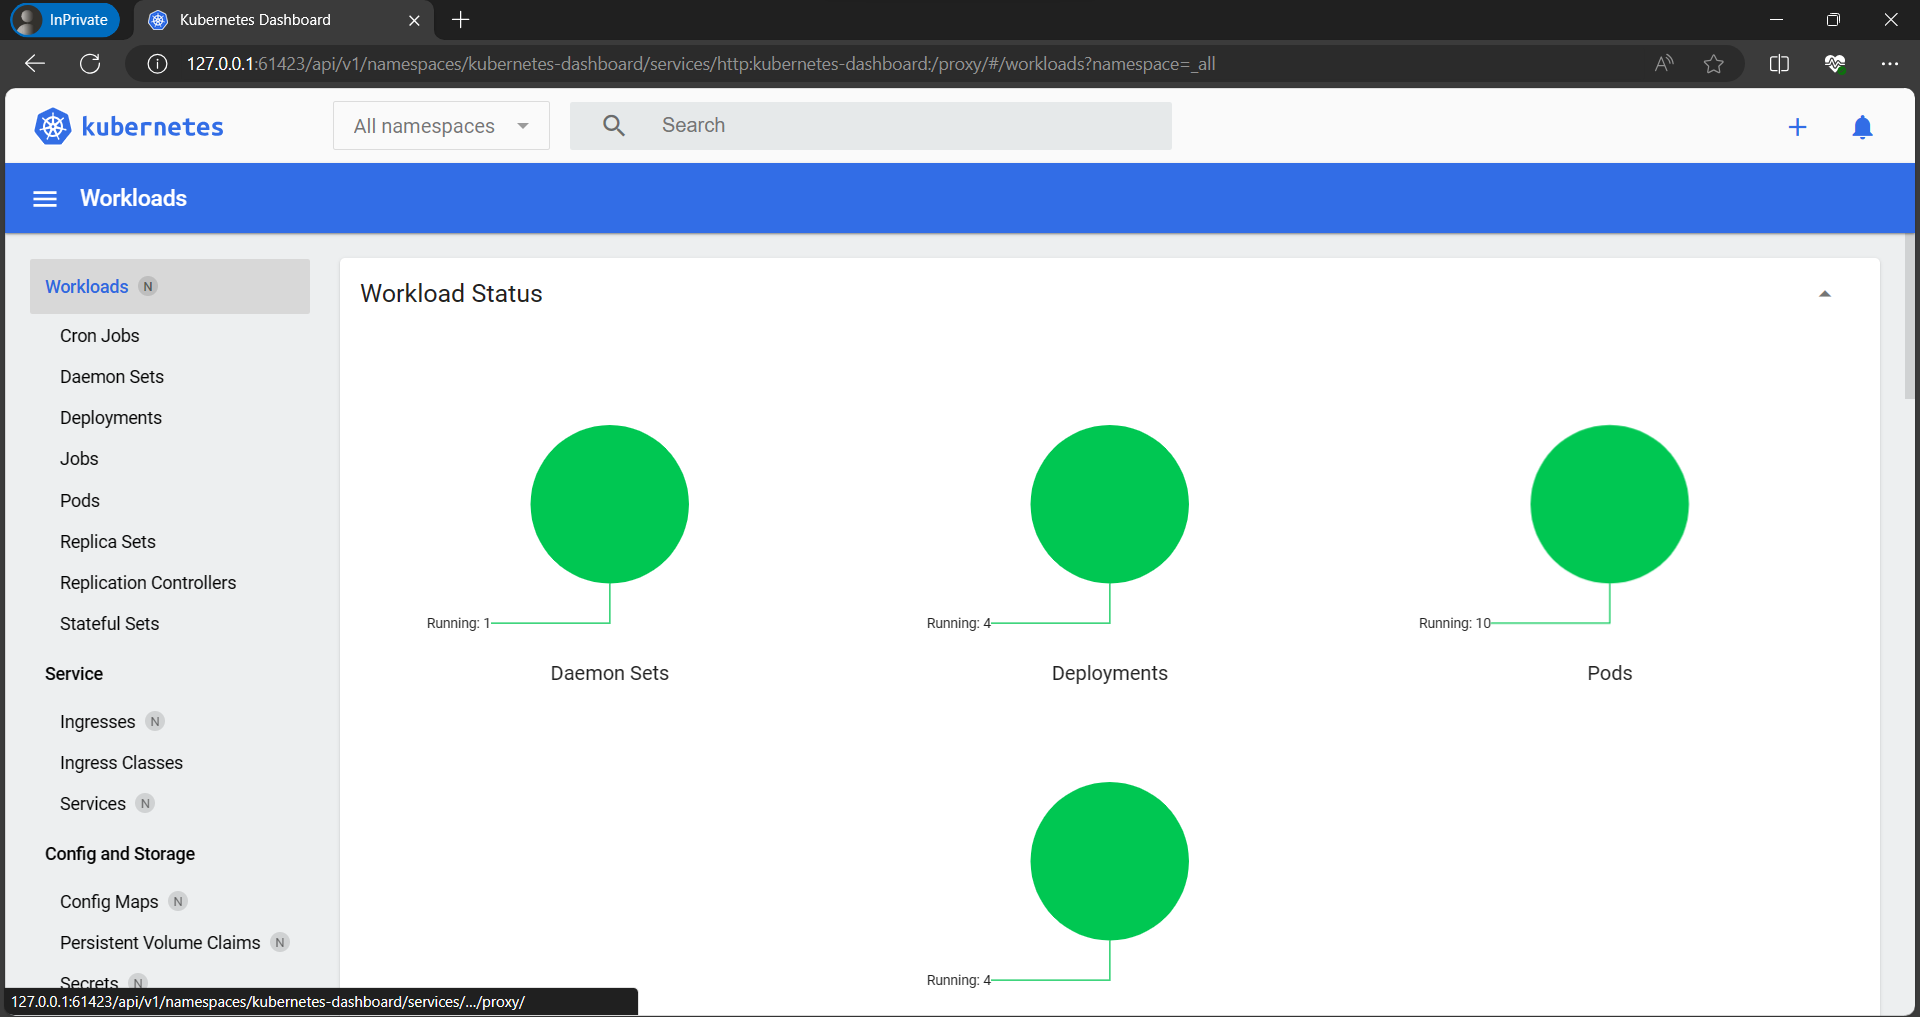 InPrivate
Kubernetes Dashboard
127.0.0.1:61423/api/v1/namespaces/kubernetes-dashboard/services/http:kubernetes-dashboard:/proxy/#/workloads?namespace=_all
kubernetes
All namespaces
Search
Workloads
Workloads N
Cron Jobs
Daemon Sets
Deployments
Jobs
Pods
Replica Sets
Replication Controllers
Stateful Sets
Service
Ingresses N
Ingress Classes
Services N
Config and Storage
Config Maps N
Persistent Volume Claims N
Secrets N
Workload Status
Running: 1
Daemon Sets
Running: 4
Deployments
Running: 10
Pods
Running: 4
127.0.0.1:61423/api/v1/namespaces/kubernetes-dashboard/services/.../proxy/